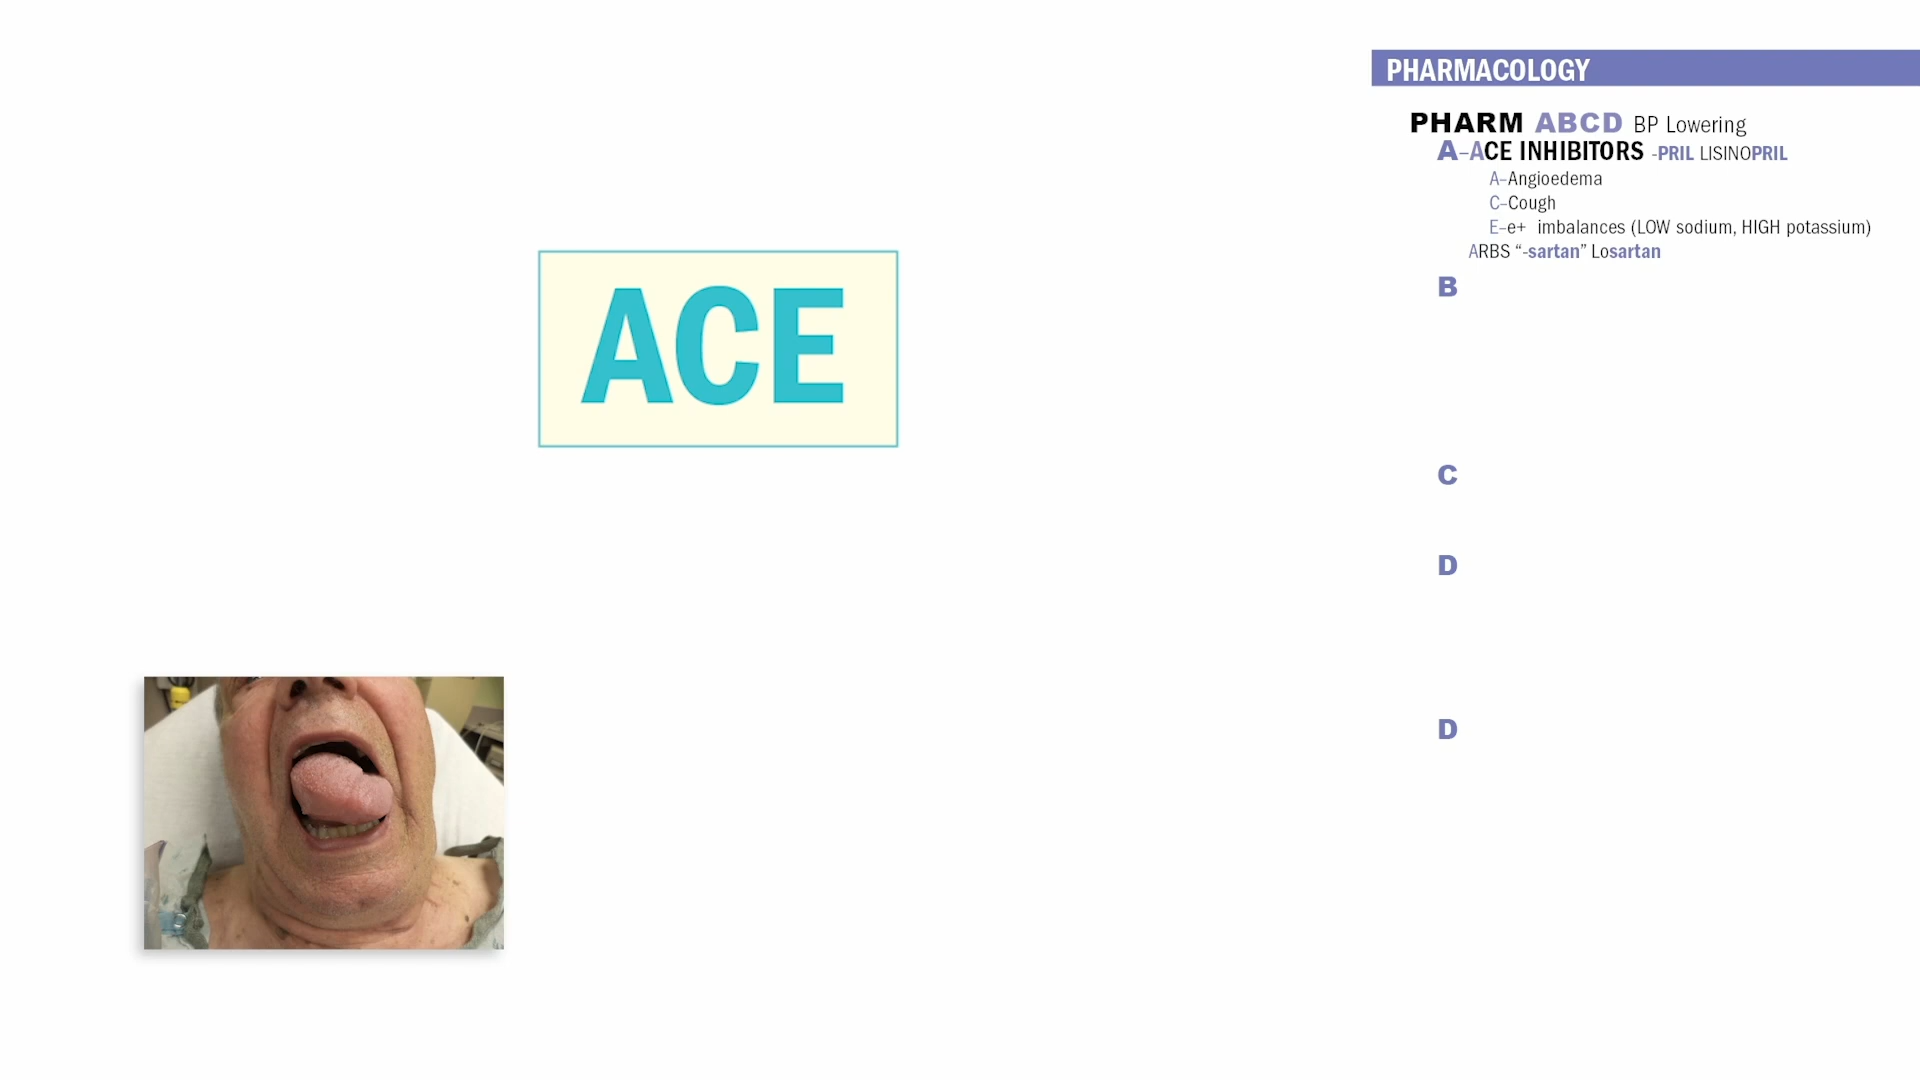 PHARMACOLOGY
PHARM ABCD BP Lowering
A–ACE INHIBITORS -PRIL LISINOPRIL
A–Angioedema
C–Cough
E–e+ imbalances (LOW sodium, HIGH potassium)
ARBS “-sartan” Losartan
B
C
D
D
ACE